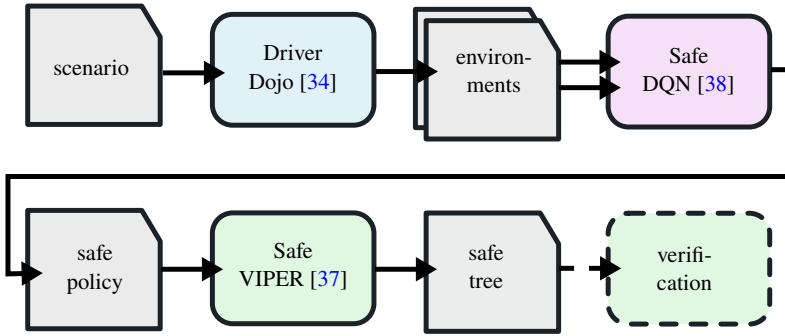 scenario
Driver
Dojo [34]
environ-
ments
Safe
DQN [38]
safe
policy
Safe
VIPER [37]
safe
tree
verifi-
cation